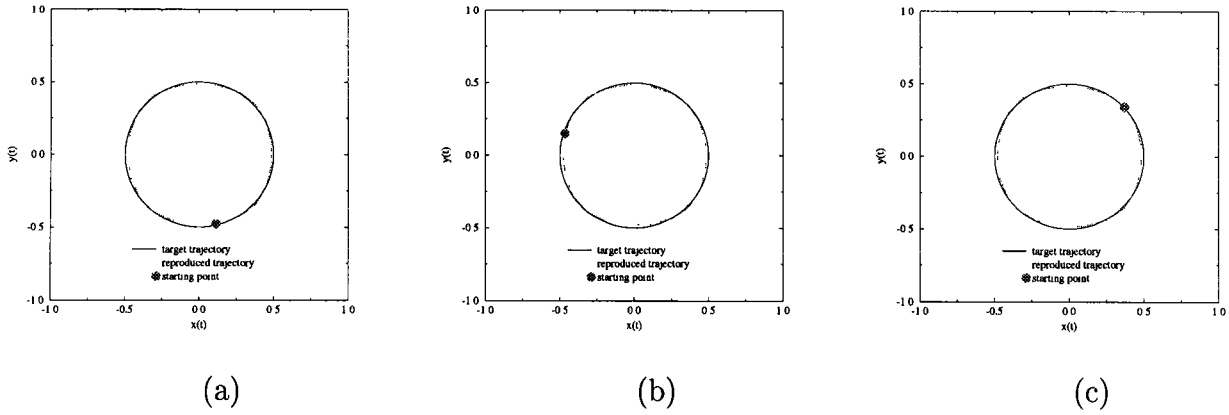 1 0
0 5
0 0
-0 5
-1 0
-1 0 -0 5 0 0 0 5 1 0
y(t)
x(t)
target trajectory
reproduced trajectory
starting point
(a)
1 0
0 5
0 0
-0 5
-1 0
-1 0 -0 5 0 0 0 5 1 0
y(t)
x(t)
target trajectory
reproduced trajectory
starting point
(b)
1 0
0 5
0 0
-0 5
-1 0
-1 0 -0 5 0 0 0 5 1 0
y(t)
x(t)
target trajectory
reproduced trajectory
starting point
(c)